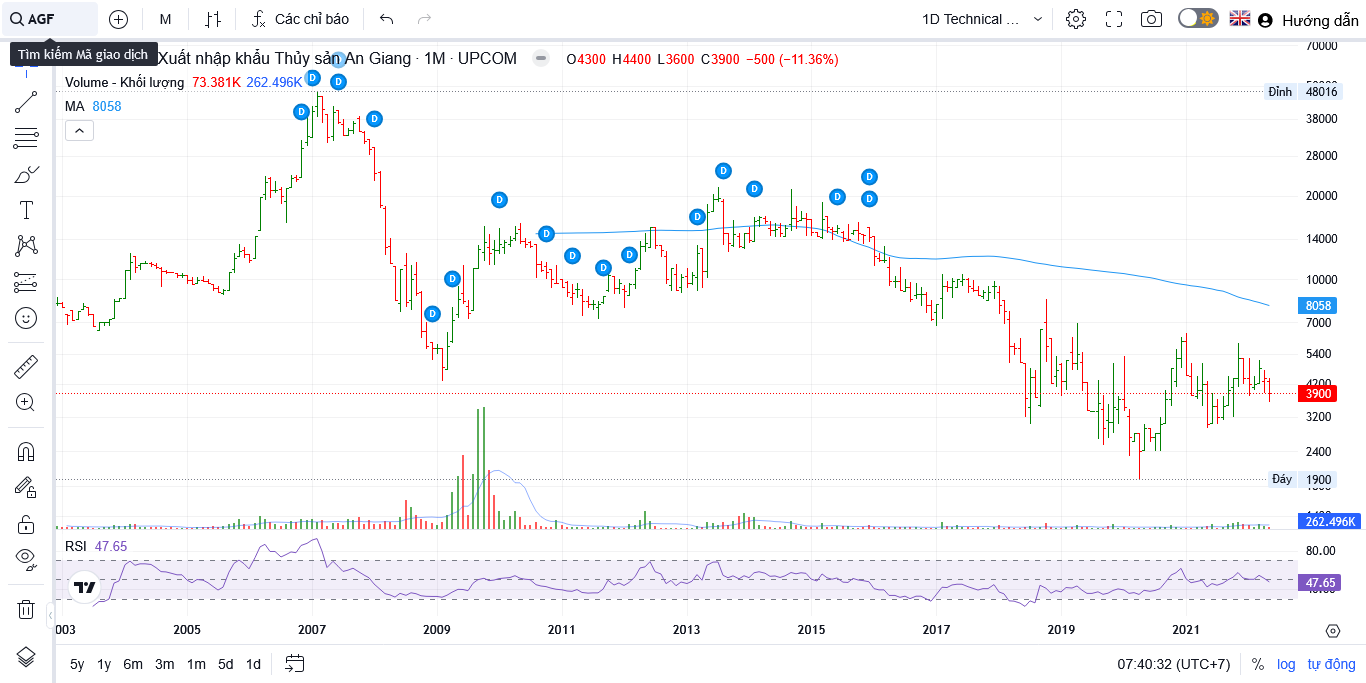 AGF M Các chỉ báo 1D Technical ... Hướng dẫn
Tìm kiếm Mã giao dịch
Xuất nhập khẩu Thủy sản An Giang · 1M · UPCOM O4300 H4400 L3600 C3900 −500 (−11.36%)
Volume - Khối lượng 73.381K 262.496K
MA 8058
D D D D D D D D D D D D D D D D D
70000
Đỉnh 48016
38000
28000
20000
14000
10000
8058
7000
5400
4200
3900
3200
2400
Đáy 1900
262.496K
RSI 47.65
80.00
47.65
003 2005 2007 2009 2011 2013 2015 2017 2019 2021
5y 1y 6m 3m 1m 5d 1d 07:40:32 (UTC+7) % log tự động